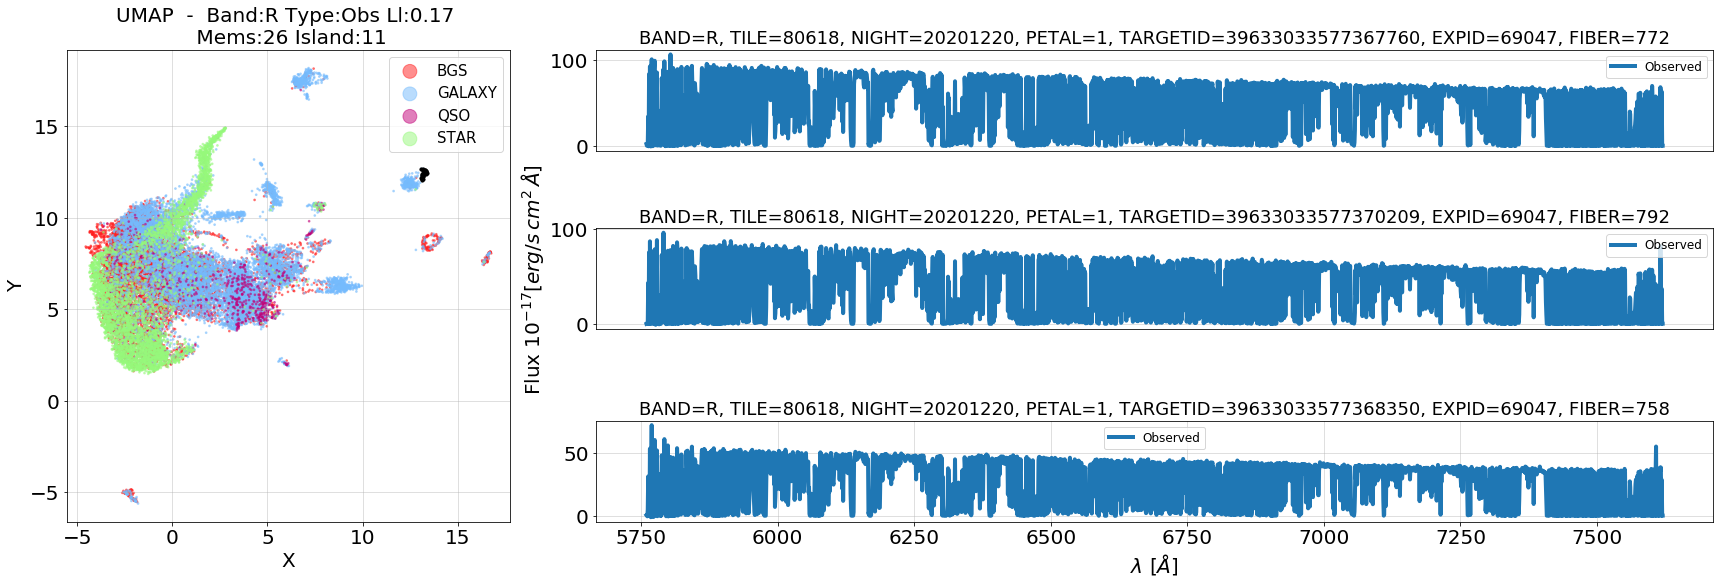 UMAP - Band:R Type:Obs Ll:0.17
Mems:26 Island:11
BGS
GALAXY
QSO
STAR
15
10
5
0
−5
Y
−5 0 5 10 15
X
Flux 10^{−17}[erg/s cm^2 Å]
BAND=R, TILE=80618, NIGHT=20201220, PETAL=1, TARGETID=39633033577367760, EXPID=69047, FIBER=772
Observed
100
0
BAND=R, TILE=80618, NIGHT=20201220, PETAL=1, TARGETID=39633033577370209, EXPID=69047, FIBER=792
Observed
100
0
BAND=R, TILE=80618, NIGHT=20201220, PETAL=1, TARGETID=39633033577368350, EXPID=69047, FIBER=758
Observed
50
0
5750 6000 6250 6500 6750 7000 7250 7500
λ [Å]